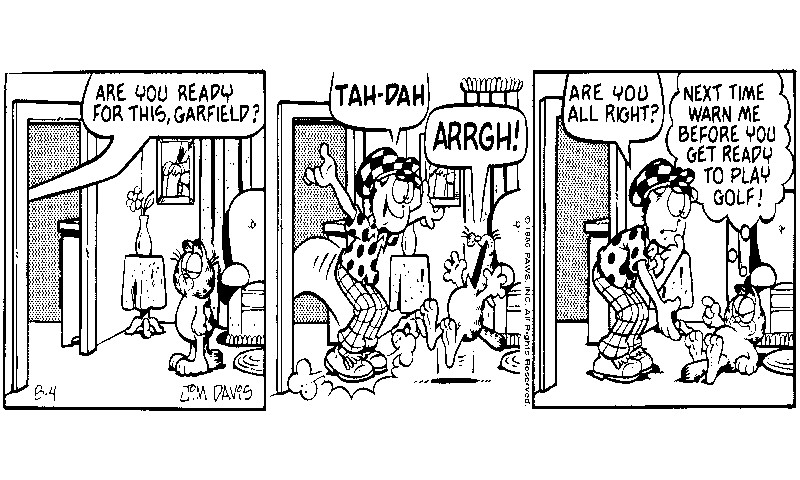 ARE YOU READY
FOR THIS, GARFIELD?
8-4
JIM DAVIS
TAH-DAH
ARRGH!
© 1986 PAWS, INC. All Rights Reserved.
ARE YOU
ALL RIGHT?
NEXT TIME
WARN ME
BEFORE YOU
GET READY
TO PLAY
GOLF!